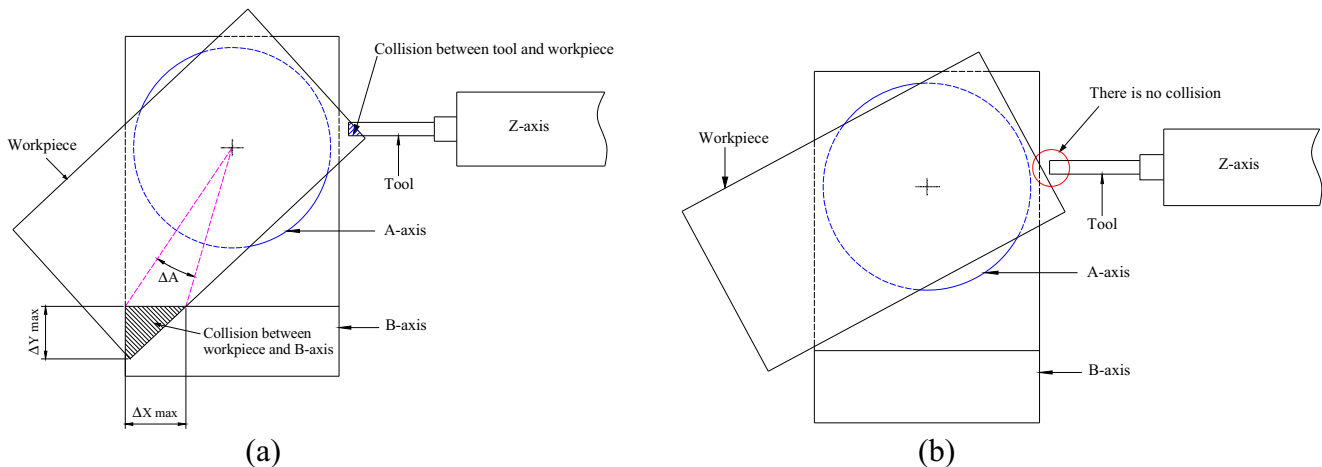 Collision between tool and workpiece
Z-axis
Tool
Workpiece
A-axis
ΔA
ΔY max
Collision between
workpiece and B-axis
B-axis
ΔX max
(a)
There is no collision
Workpiece
Z-axis
Tool
A-axis
B-axis
(b)